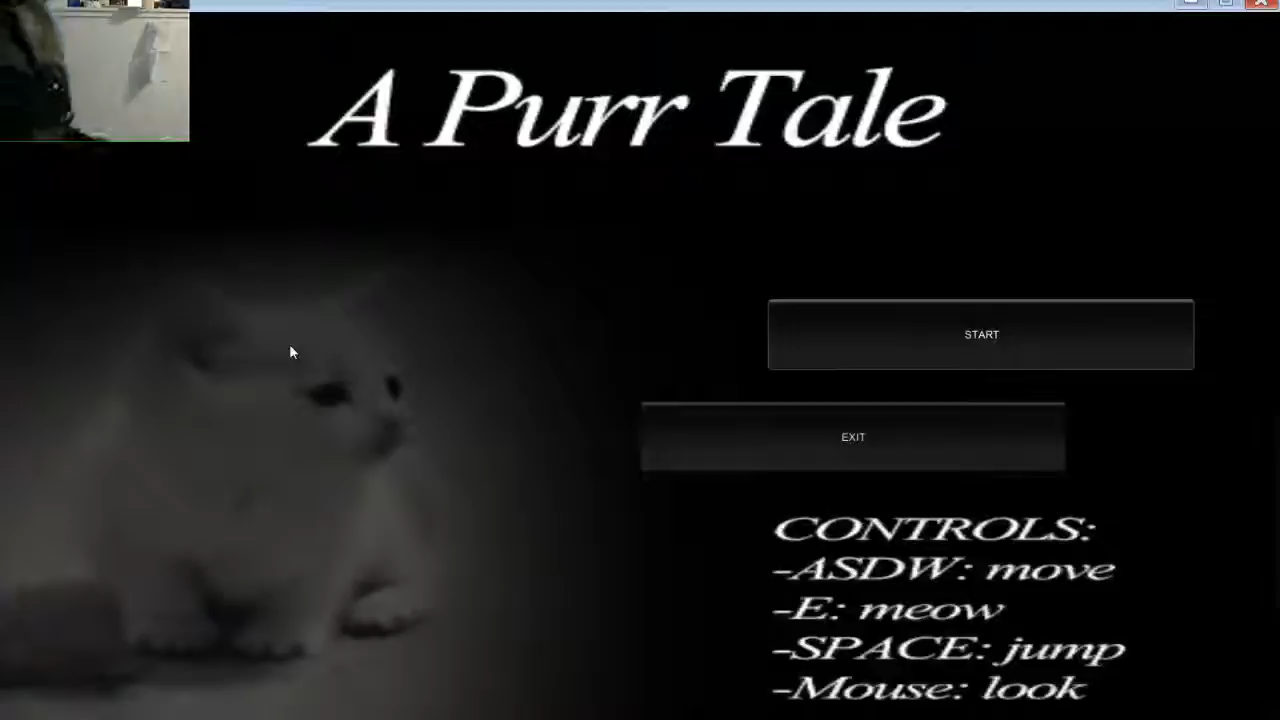 A Purr Tale
START
EXIT
CONTROLS:
-ASDW: move
-E: meow
-SPACE: jump
-Mouse: look